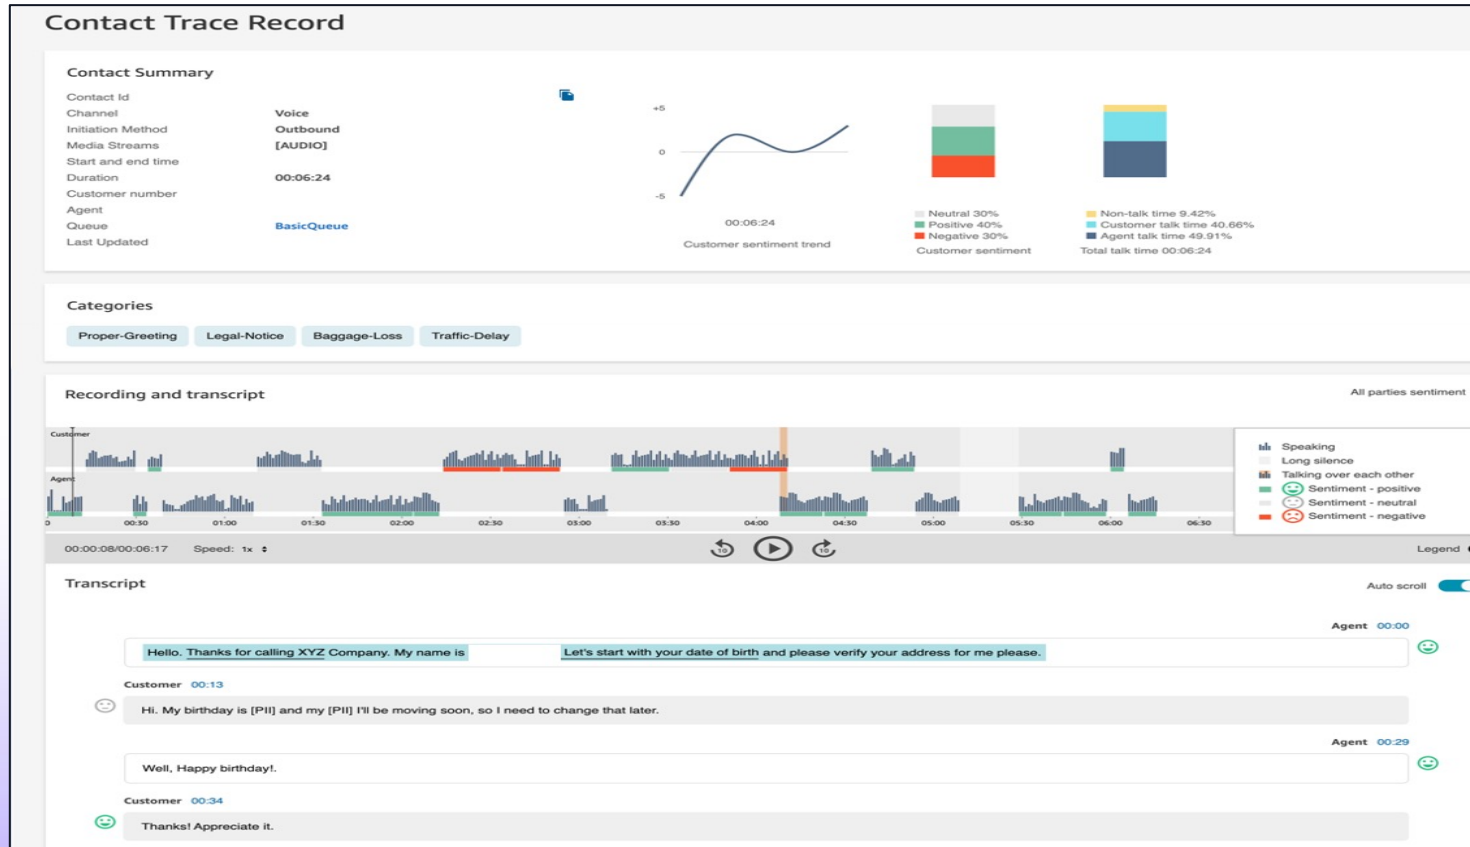 Contact Trace Record
Contact Summary
Contact Id
Channel Voice
Initiation Method Outbound
Media Streams [AUDIO]
Start and end time
Duration 00:06:24
Customer number
Agent
Queue BasicQueue
Last Updated
+5
0
-5
00:06:24
Customer sentiment trend
Neutral 30%
Positive 40%
Negative 30%
Customer sentiment
Non-talk time 9.42%
Customer talk time 40.66%
Agent talk time 49.91%
Total talk time 00:06:24
Categories
Proper-Greeting Legal-Notice Baggage-Loss Traffic-Delay
Recording and transcript
All parties sentiment
Customer
Agent
0 00:30 01:00 01:30 02:00 02:30 03:00 03:30 04:00 04:30 05:00 05:30 06:00 06:30
Speaking
Long silence
Talking over each other
Sentiment - positive
Sentiment - neutral
Sentiment - negative
00:00:08/00:06:17 Speed: 1x
10
10
Legend
Transcript
Auto scroll
Agent 00:00
Hello. Thanks for calling XYZ Company. My name is Let's start with your date of birth and please verify your address for me please.
Customer 00:13
Hi. My birthday is [PII] and my [PII] I'll be moving soon, so I need to change that later.
Agent 00:29
Well, Happy birthday!.
Customer 00:34
Thanks! Appreciate it.